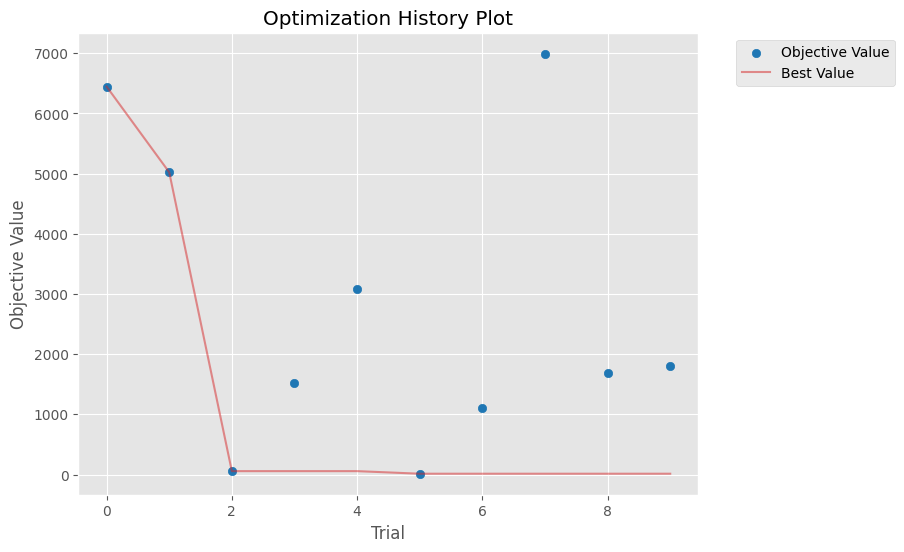 Optimization History Plot
Objective Value
Best Value
7000
6000
5000
4000
3000
2000
1000
0
Objective Value
0
2
4
6
8
Trial